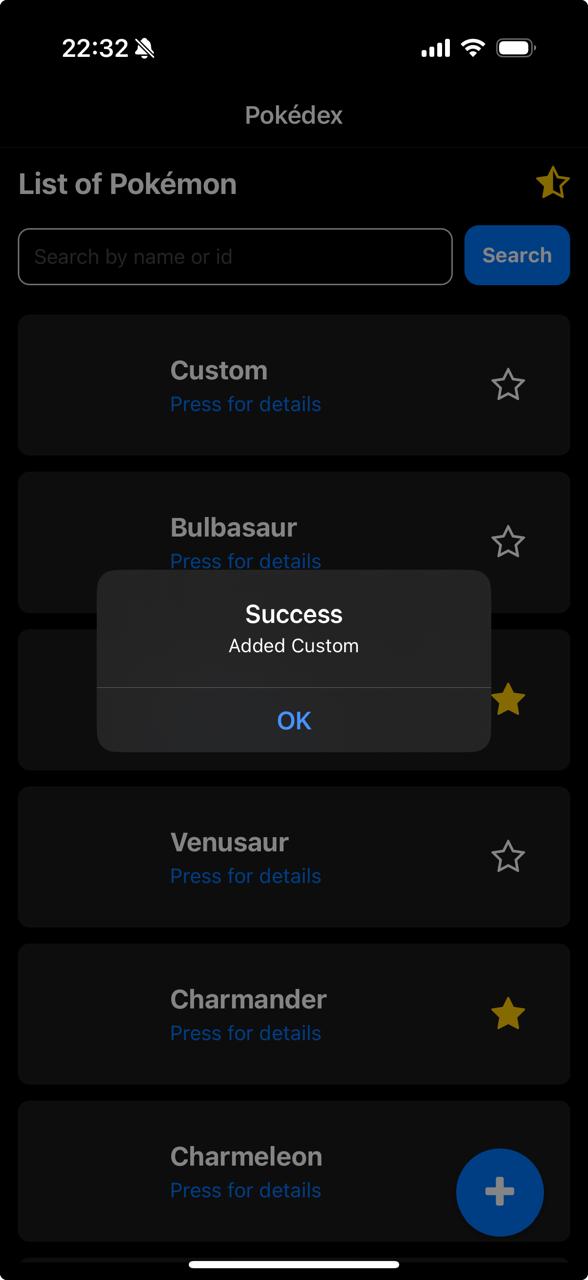 22:32
Pokédex
List of Pokémon
Search by name or id
Search
Custom
Press for details
Bulbasaur
Press for details
Success
Added Custom
OK
Venusaur
Press for details
Charmander
Press for details
Charmeleon
Press for details